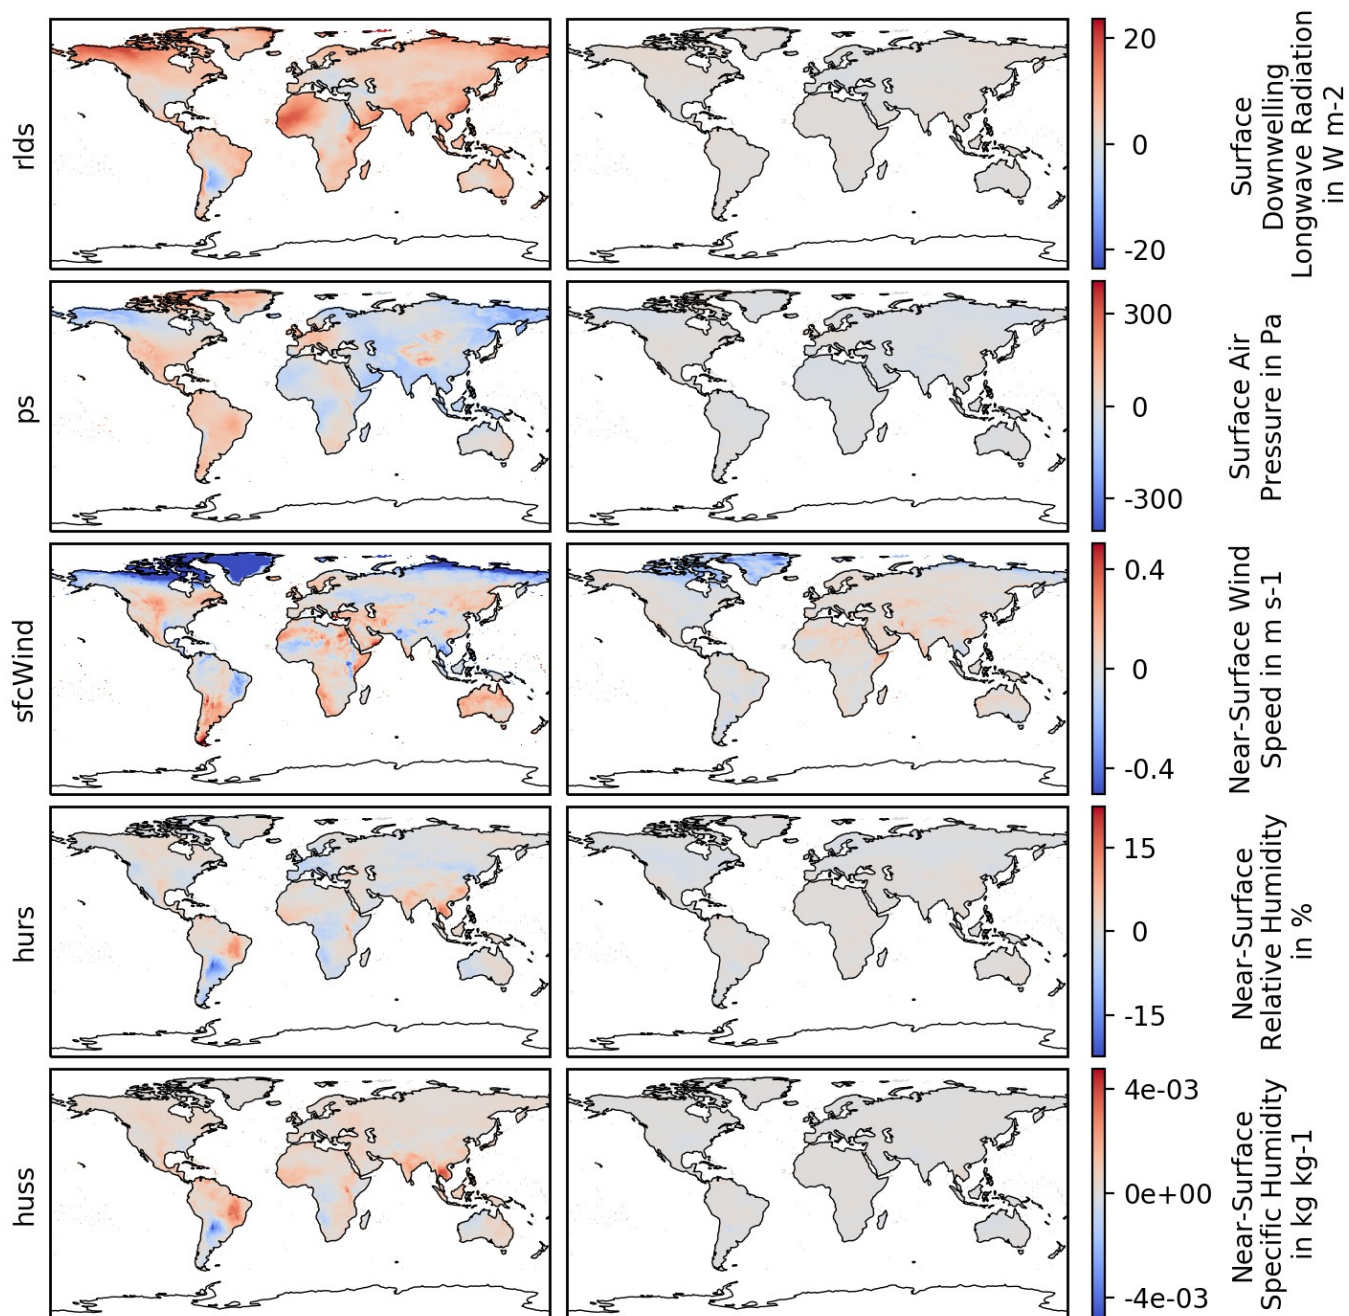 rlds
20
0
-20
Surface
Downwelling
Longwave Radiation
in W m-2
ps
300
0
-300
Surface Air
Pressure in Pa
sfcWind
0.4
0
-0.4
Near-Surface Wind
Speed in m s-1
hurs
15
0
-15
Near-Surface
Relative Humidity
in %
huss
4e-03
0e+00
-4e-03
Near-Surface
Specific Humidity
in kg kg-1